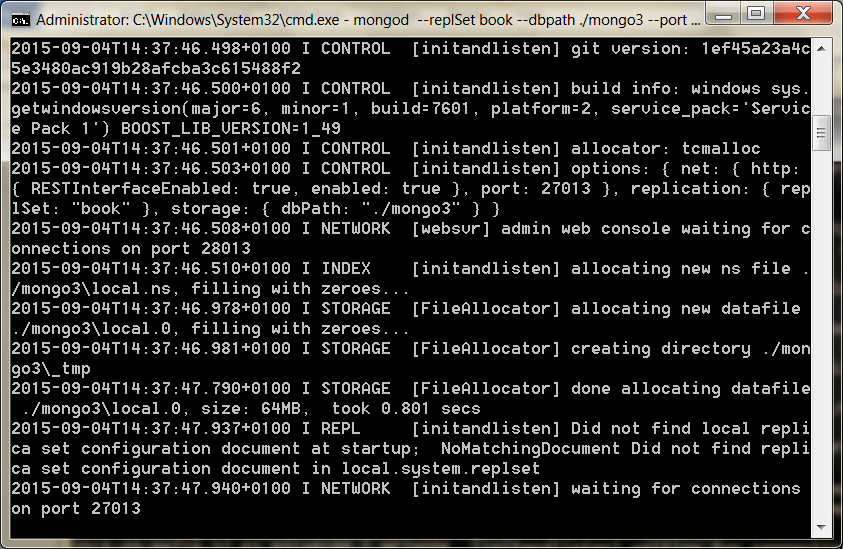 Administrator: C:\Windows\System32\cmd.exe - mongod  --replSet book --dbpath ./mongo3 --port ...
2015-09-04T14:37:46.498+0100 I CONTROL  [initandlisten] git version: 1ef45a23a4c
5e3480ac919b28afcba3c615488f2
2015-09-04T14:37:46.500+0100 I CONTROL  [initandlisten] build info: windows sys.
getwindowsversion(major=6, minor=1, build=7601, platform=2, service_pack='Servic
e Pack 1') BOOST_LIB_VERSION=1_49
2015-09-04T14:37:46.501+0100 I CONTROL  [initandlisten] allocator: tcmalloc
2015-09-04T14:37:46.503+0100 I CONTROL  [initandlisten] options: { net: { http:
{ RESTInterfaceEnabled: true, enabled: true }, port: 27013 }, replication: { rep
lSet: "book" }, storage: { dbPath: "./mongo3" } }
2015-09-04T14:37:46.508+0100 I NETWORK  [websvr] admin web console waiting for c
onnections on port 28013
2015-09-04T14:37:46.510+0100 I INDEX    [initandlisten] allocating new ns file .
/mongo3\local.ns, filling with zeroes...
2015-09-04T14:37:46.978+0100 I STORAGE  [FileAllocator] allocating new datafile
./mongo3\local.0, filling with zeroes...
2015-09-04T14:37:46.981+0100 I STORAGE  [FileAllocator] creating directory ./mon
go3\_tmp
2015-09-04T14:37:47.790+0100 I STORAGE  [FileAllocator] done allocating datafile
 ./mongo3\local.0, size: 64MB,  took 0.801 secs
2015-09-04T14:37:47.937+0100 I REPL     [initandlisten] Did not find local repli
ca set configuration document at startup;  NoMatchingDocument Did not find repli
ca set configuration document in local.system.replset
2015-09-04T14:37:47.940+0100 I NETWORK  [initandlisten] waiting for connections
on port 27013